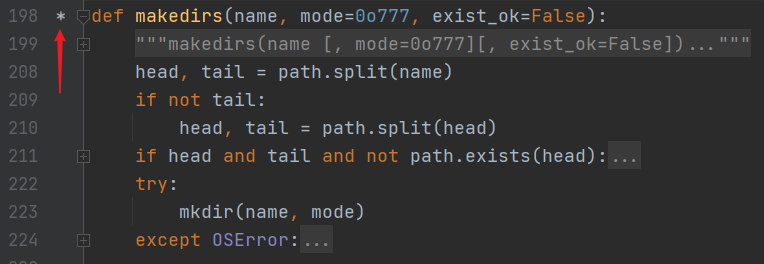 198 * def makedirs(name, mode=0o777, exist_ok=False):
199 """makedirs(name [, mode=0o777][, exist_ok=False])..."""
208 head, tail = path.split(name)
209 if not tail:
210 head, tail = path.split(head)
211 if head and tail and not path.exists(head):...
222 try:
223 mkdir(name, mode)
224 except OSError:...